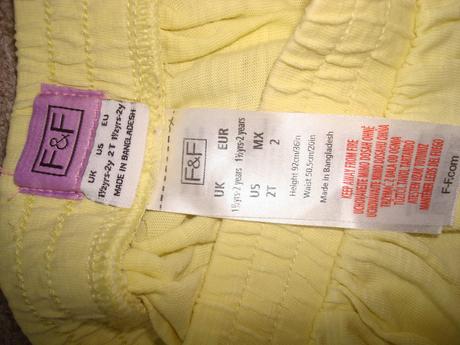 F&F
EU 1½yrs-2y
US 2T
UK 1½yrs-2y
MADE IN BANGLADESH
F&F
EUR 1½yrs-2 years
UK 1½yrs-2 years
MX 2
US 2T
Height 92cm/36in
Waist 50.5cm/20in
Made in Bangladesh
KEEP AWAY FROM FIRE
F-F.com